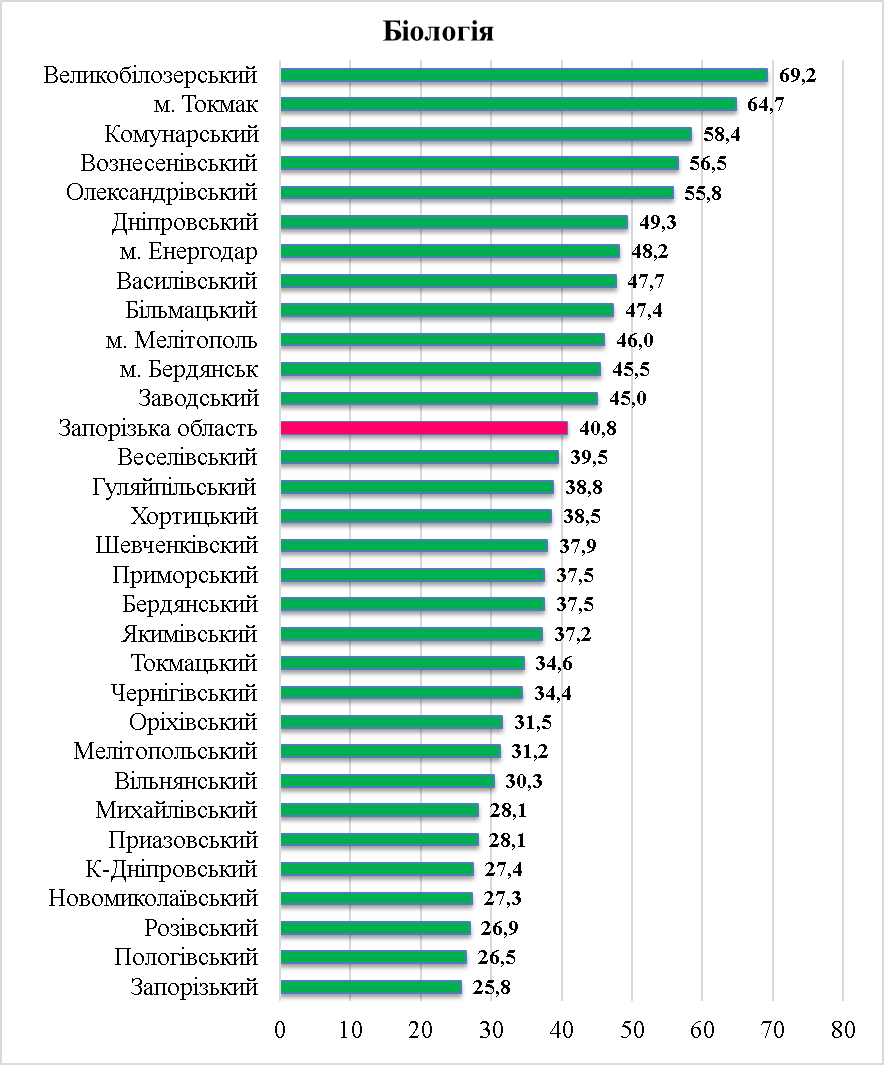 Біологія
Великобілозерський 69,2
м. Токмак 64,7
Комунарський 58,4
Вознесенівський 56,5
Олександрівський 55,8
Дніпровський 49,3
м. Енергодар 48,2
Василівський 47,7
Більмацький 47,4
м. Мелітополь 46,0
м. Бердянськ 45,5
Заводський 45,0
Запорізька область 40,8
Веселівський 39,5
Гуляйпільський 38,8
Хортицький 38,5
Шевченківский 37,9
Приморський 37,5
Бердянський 37,5
Якимівський 37,2
Токмацький 34,6
Чернігівський 34,4
Оріхівський 31,5
Мелітопольський 31,2
Вільнянський 30,3
Михайлівський 28,1
Приазовський 28,1
К-Дніпровський 27,4
Новомиколаївський 27,3
Розівський 26,9
Пологівський 26,5
Запорізький 25,8
0 10 20 30 40 50 60 70 80